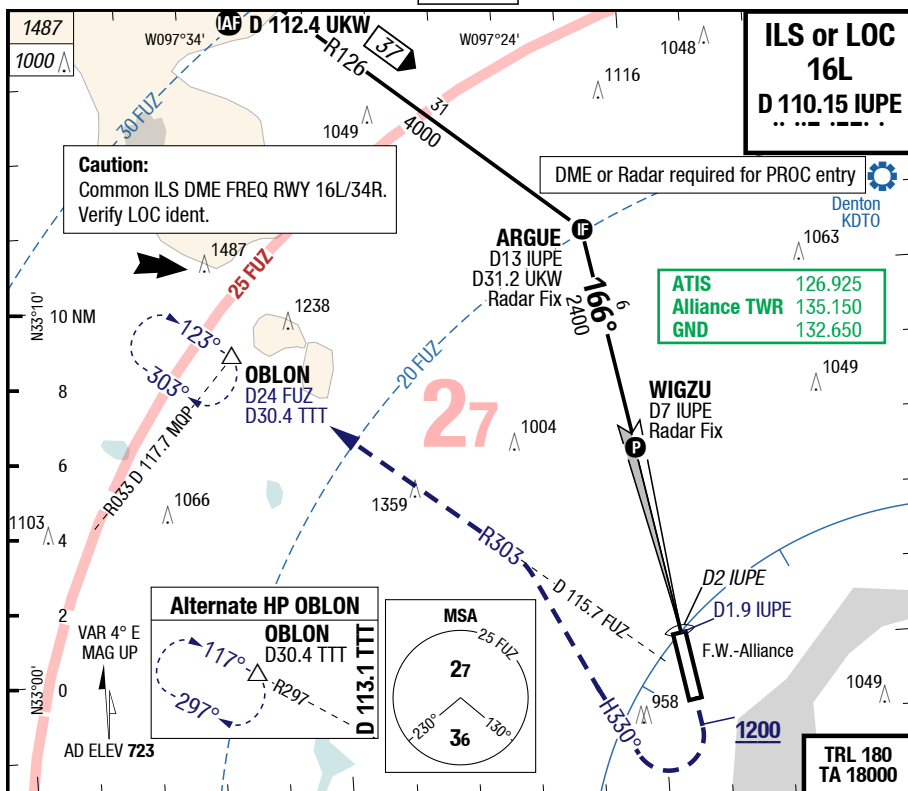 1487
1000
W097°34'
IAF D 112.4 UKW
R126
37
W097°24'
1048
1116
ILS or LOC
16L
D 110.15 IUPE
30 FUZ
1049
31
4000
Caution:
Common ILS DME FREQ RWY 16L/34R.
Verify LOC ident.
DME or Radar required for PROC entry
Denton
KDTO
IF
ARGUE
D13 IUPE
D31.2 UKW
Radar Fix
1063
1487
25 FUZ
166°
6
2400
ATIS 126.925
Alliance TWR 135.150
GND 132.650
N33°10'
10 NM
1238
123°
303°
OBLON
D24 FUZ
D30.4 TTT
20 FUZ
27
WIGZU
D7 IUPE
Radar Fix
P
1049
8
1004
R033 D 117.7 MQP
6
1066
1359
1103
4
R303
D 115.7 FUZ
D2 IUPE
D1.9 IUPE
F.W.-Alliance
2
VAR 4° E
MAG UP
N33°00'
0
AD ELEV 723
Alternate HP OBLON
OBLON
D30.4 TTT
117°
297°
R297
D 113.1 TTT
MSA
25 FUZ
27
230°
130°
36
H330°
958
1200
1049
TRL 180
TA 18000